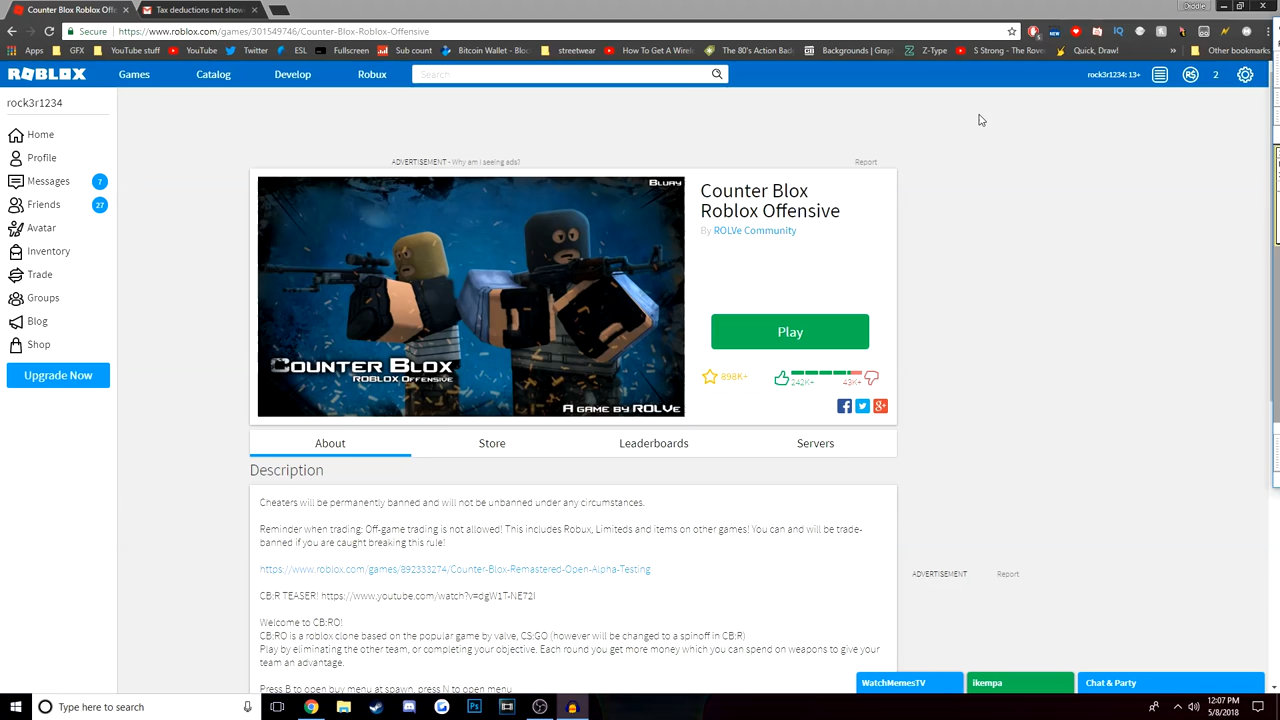 Counter Blox Roblox Off
Tax deductions not show
Diddle
Secure https://www.roblox.com/games/301549746/Counter-Blox-Roblox-Offensive
Apps GFX YouTube stuff YouTube Twitter ESL Fullscreen Sub count Bitcoin Wallet - Blo streetwear How To Get A Wirele The 80's Action Bad Backgrounds | Grap Z-Type S Strong - The Rove Quick, Draw! » Other bookmarks
ROBLOX Games Catalog Develop Robux Search rock3r1234: 13+ 2
rock3r1234
Home
Profile
Messages 7
Friends 27
Avatar
Inventory
Trade
Groups
Blog
Shop
Upgrade Now
ADVERTISEMENT - Why am I seeing ads? Report
Bluay
Counter Blox
Roblox Offensive
A game by ROLVe
Counter Blox
Roblox Offensive
By ROLVe Community
Play
898K+ 242K+ 43K+
About Store Leaderboards Servers
Description
Cheaters will be permanently banned and will not be unbanned under any circumstances.
Reminder when trading: Off-game trading is not allowed! This includes Robux, Limiteds and items on other games! You can and will be trade-
banned if you are caught breaking this rule!
https://www.roblox.com/games/892333274/Counter-Blox-Remastered-Open-Alpha-Testing
CB:R TEASER! https://www.youtube.com/watch?v=dgW1T-NE72I
Welcome to CB:RO!
CB:RO is a roblox clone based on the popular game by valve, CS:GO (however will be changed to a spinoff in CB:R)
Play by eliminating the other team, or completing your objective. Each round you get more money which you can spend on weapons to give your
team an advantage.
Press B to open buy menu at spawn, press N to open menu
ADVERTISEMENT Report
WatchMemesTV ikempa Chat & Party
Type here to search
12:07 PM
5/8/2018